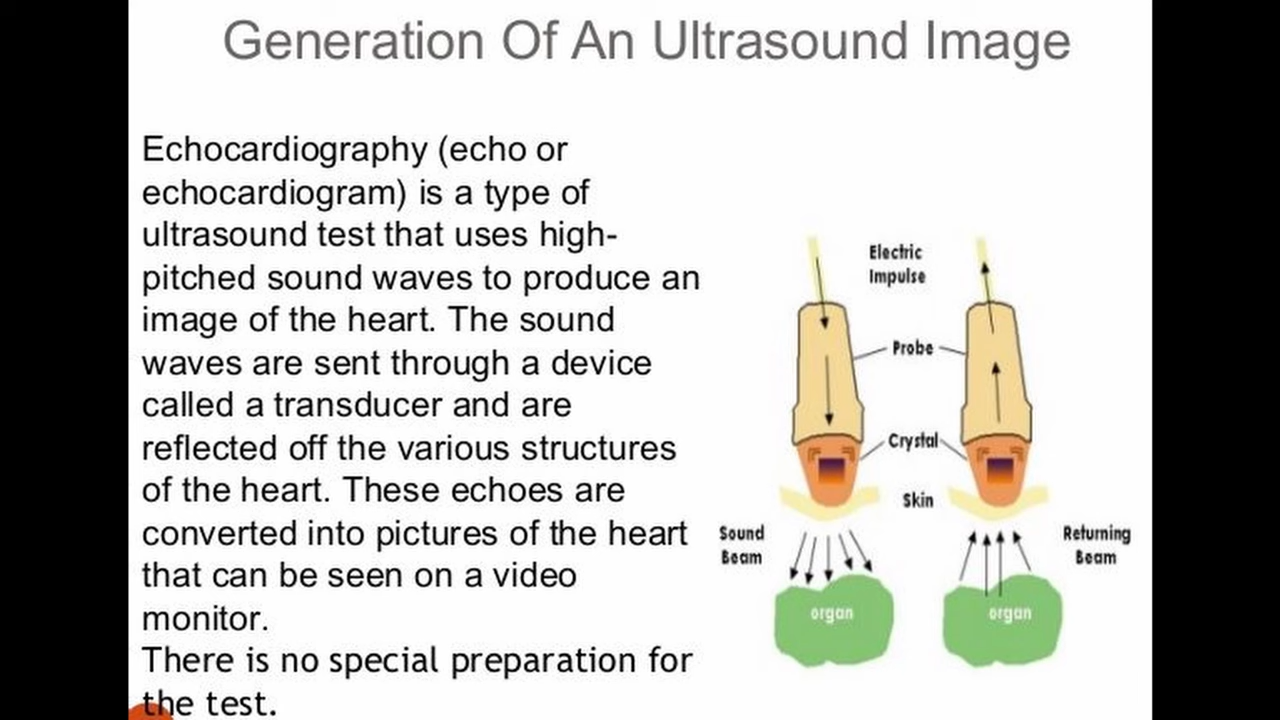 Generation Of An Ultrasound Image
Echocardiography (echo or
echocardiogram) is a type of
ultrasound test that uses high-
pitched sound waves to produce an
image of the heart. The sound
waves are sent through a device
called a transducer and are
reflected off the various structures
of the heart. These echoes are
converted into pictures of the heart
that can be seen on a video
monitor.
There is no special preparation for
the test.
Electric
Impulse
Probe
Crystal
Skin
Sound
Beam
Returning
Beam
organ
organ